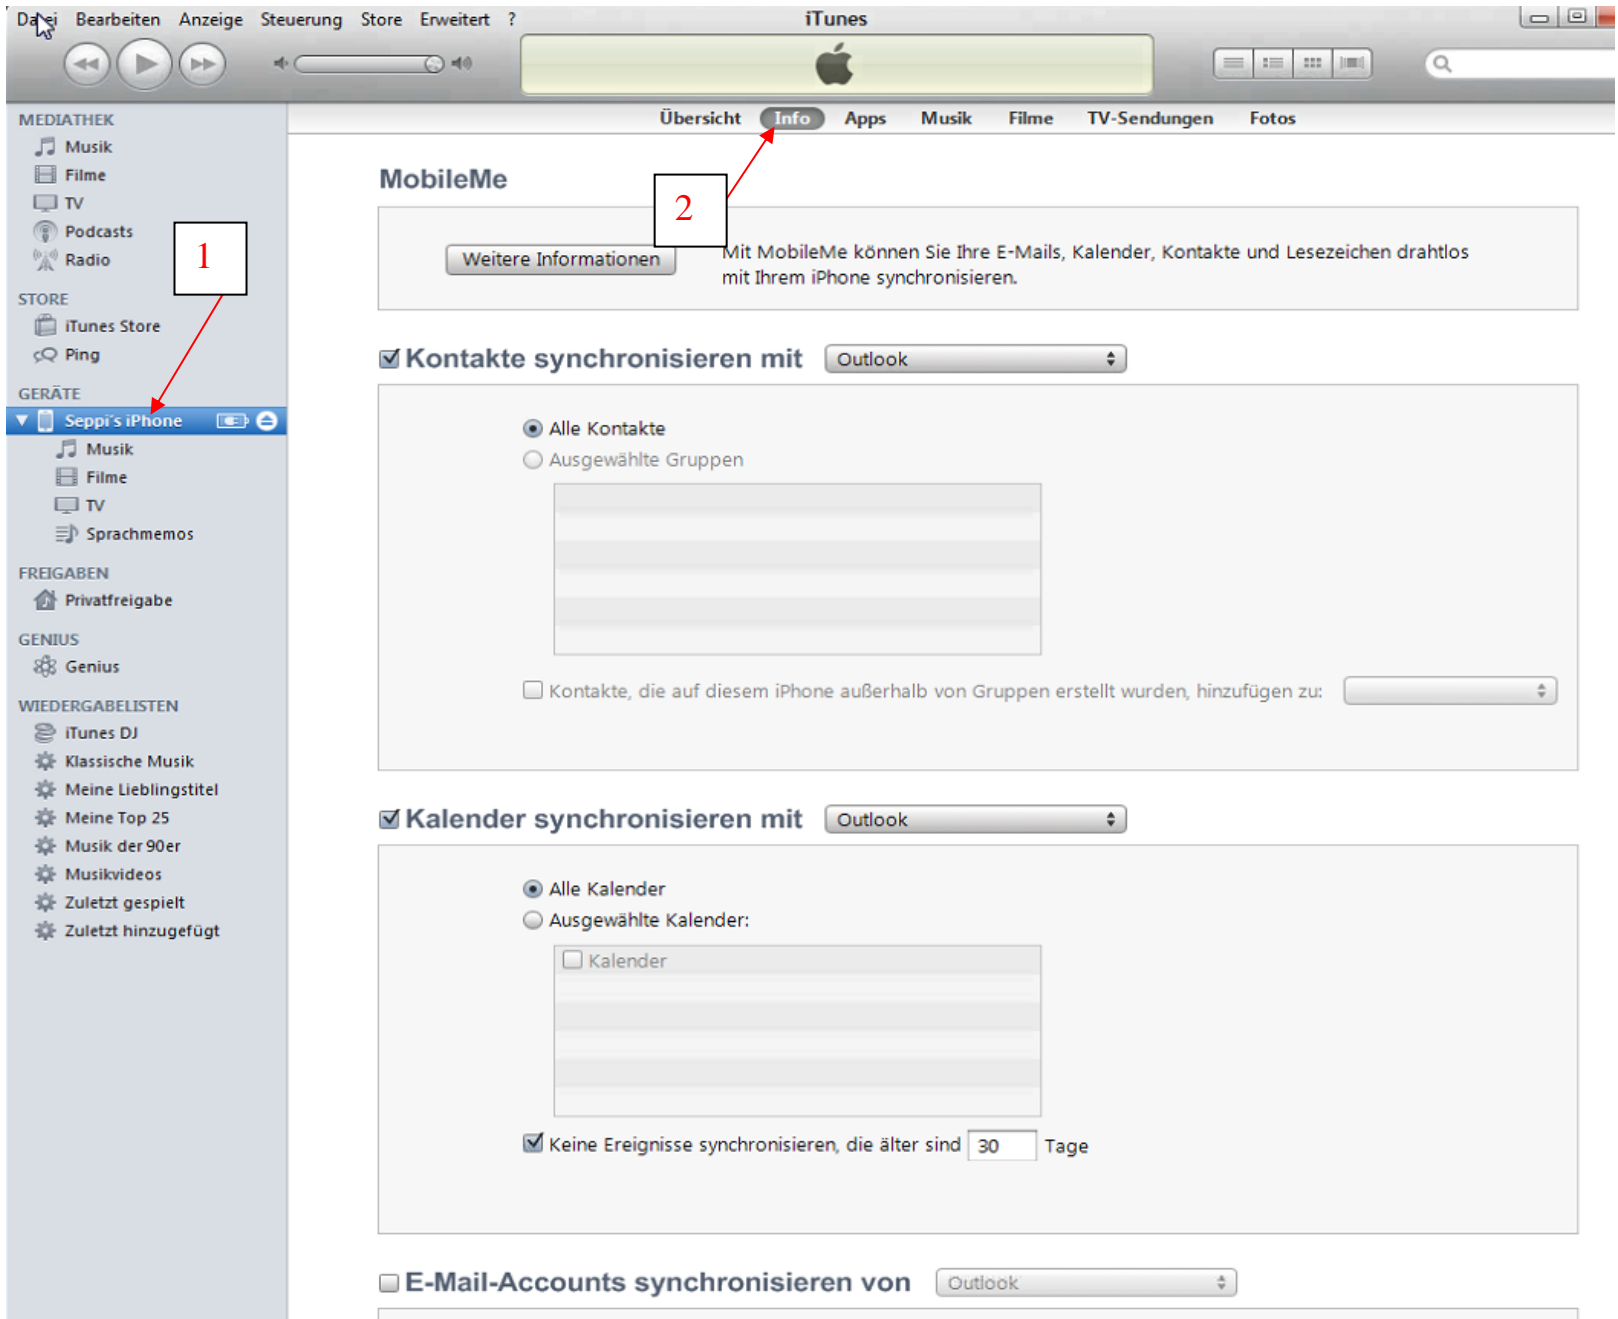 Datei Bearbeiten Anzeige Steuerung Store Erweitert ?
iTunes
MEDIATHEK
Musik
Filme
TV
Podcasts
Radio
STORE
iTunes Store
Ping
GERÄTE
Seppi's iPhone
Musik
Filme
TV
Sprachmemos
FREIGABEN
Privatfreigabe
GENIUS
Genius
WIEDERGABELISTEN
iTunes DJ
Klassische Musik
Meine Lieblingstitel
Meine Top 25
Musik der 90er
Musikvideos
Zuletzt gespielt
Zuletzt hinzugefügt
1
Übersicht Info Apps Musik Filme TV-Sendungen Fotos
2
MobileMe
Weitere Informationen
Mit MobileMe können Sie Ihre E-Mails, Kalender, Kontakte und Lesezeichen drahtlos
mit Ihrem iPhone synchronisieren.
Kontakte synchronisieren mit Outlook
Alle Kontakte
Ausgewählte Gruppen
Kontakte, die auf diesem iPhone außerhalb von Gruppen erstellt wurden, hinzufügen zu:
Kalender synchronisieren mit Outlook
Alle Kalender
Ausgewählte Kalender:
Kalender
Keine Ereignisse synchronisieren, die älter sind 30 Tage
E-Mail-Accounts synchronisieren von Outlook